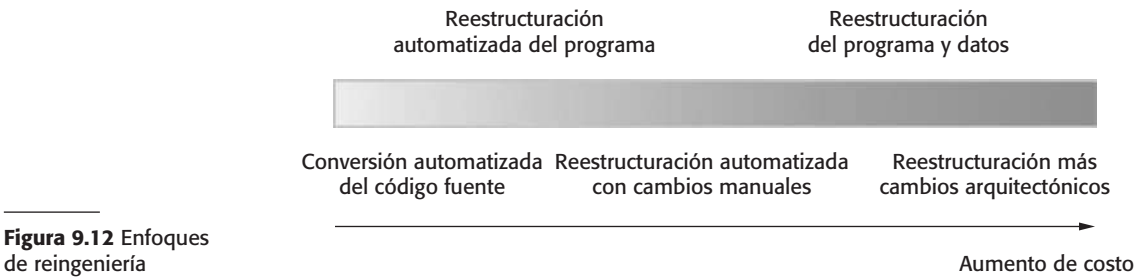 Reestructuración
automatizada del programa
Reestructuración
del programa y datos
Conversión automatizada
del código fuente
Reestructuración automatizada
con cambios manuales
Reestructuración más
cambios arquitectónicos
Figura 9.12 Enfoques
de reingeniería
Aumento de costo